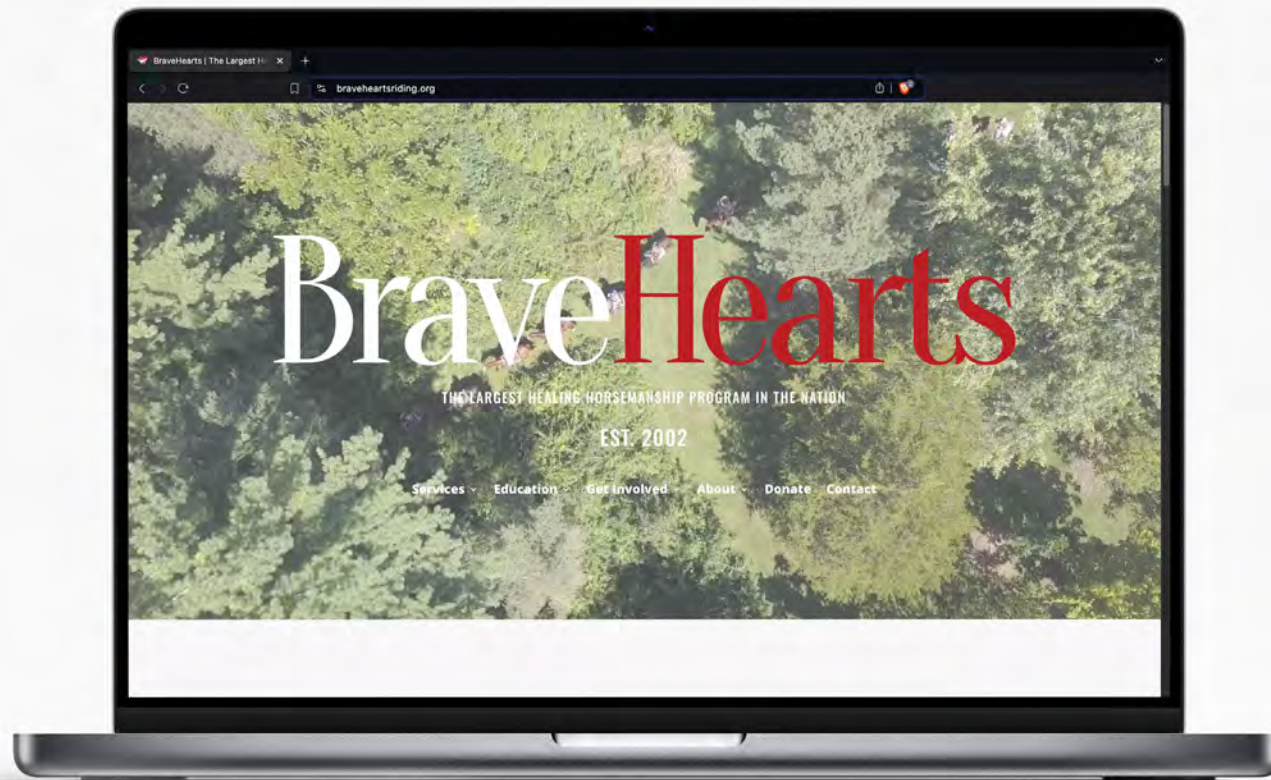 BraveHearts | The Largest He
braveheartsriding.org
BraveHearts
THE LARGEST HEALING HORSEMANSHIP PROGRAM IN THE NATION
EST. 2002
Services Education Get Involved About Donate Contact